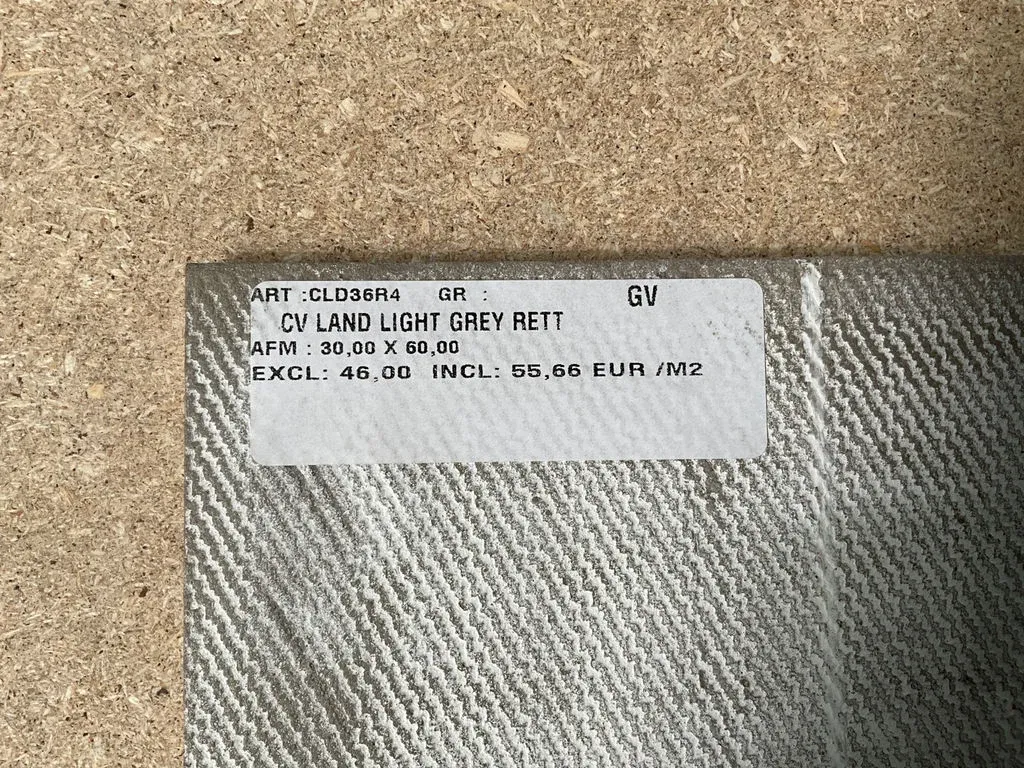 ART :CLD36R4 GR : GV
CV LAND LIGHT GREY RETT
AFM : 30,00 X 60,00
EXCL: 46,00 INCL: 55,66 EUR /M2